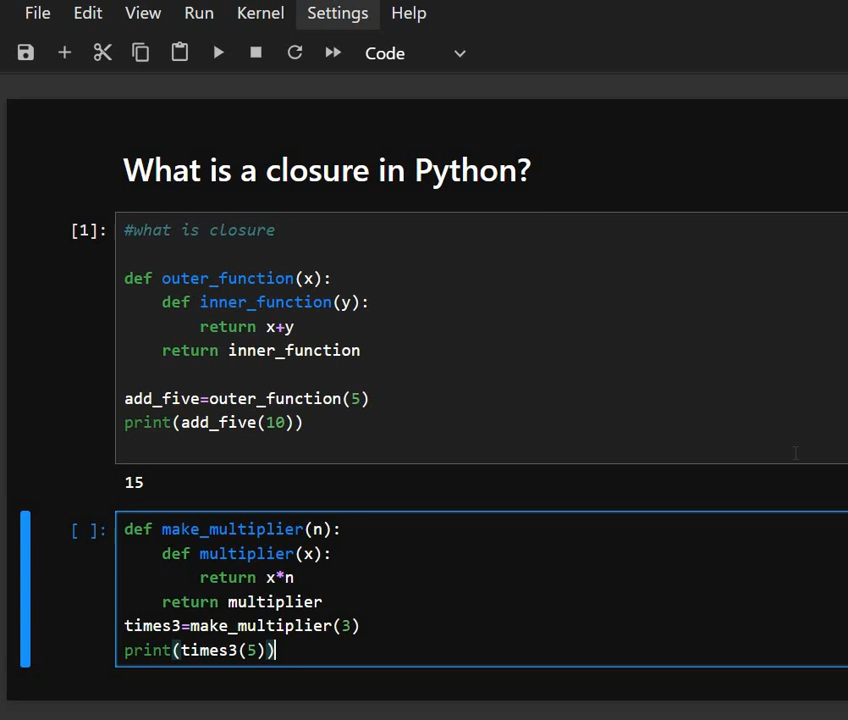 File Edit View Run Kernel Settings Help
Code
What is a closure in Python?
[1]: #what is closure
def outer_function(x):
    def inner_function(y):
        return x+y
    return inner_function
add_five=outer_function(5)
print(add_five(10))
15
[ ]: def make_multiplier(n):
    def multiplier(x):
        return x*n
    return multiplier
times3=make_multiplier(3)
print(times3(5))